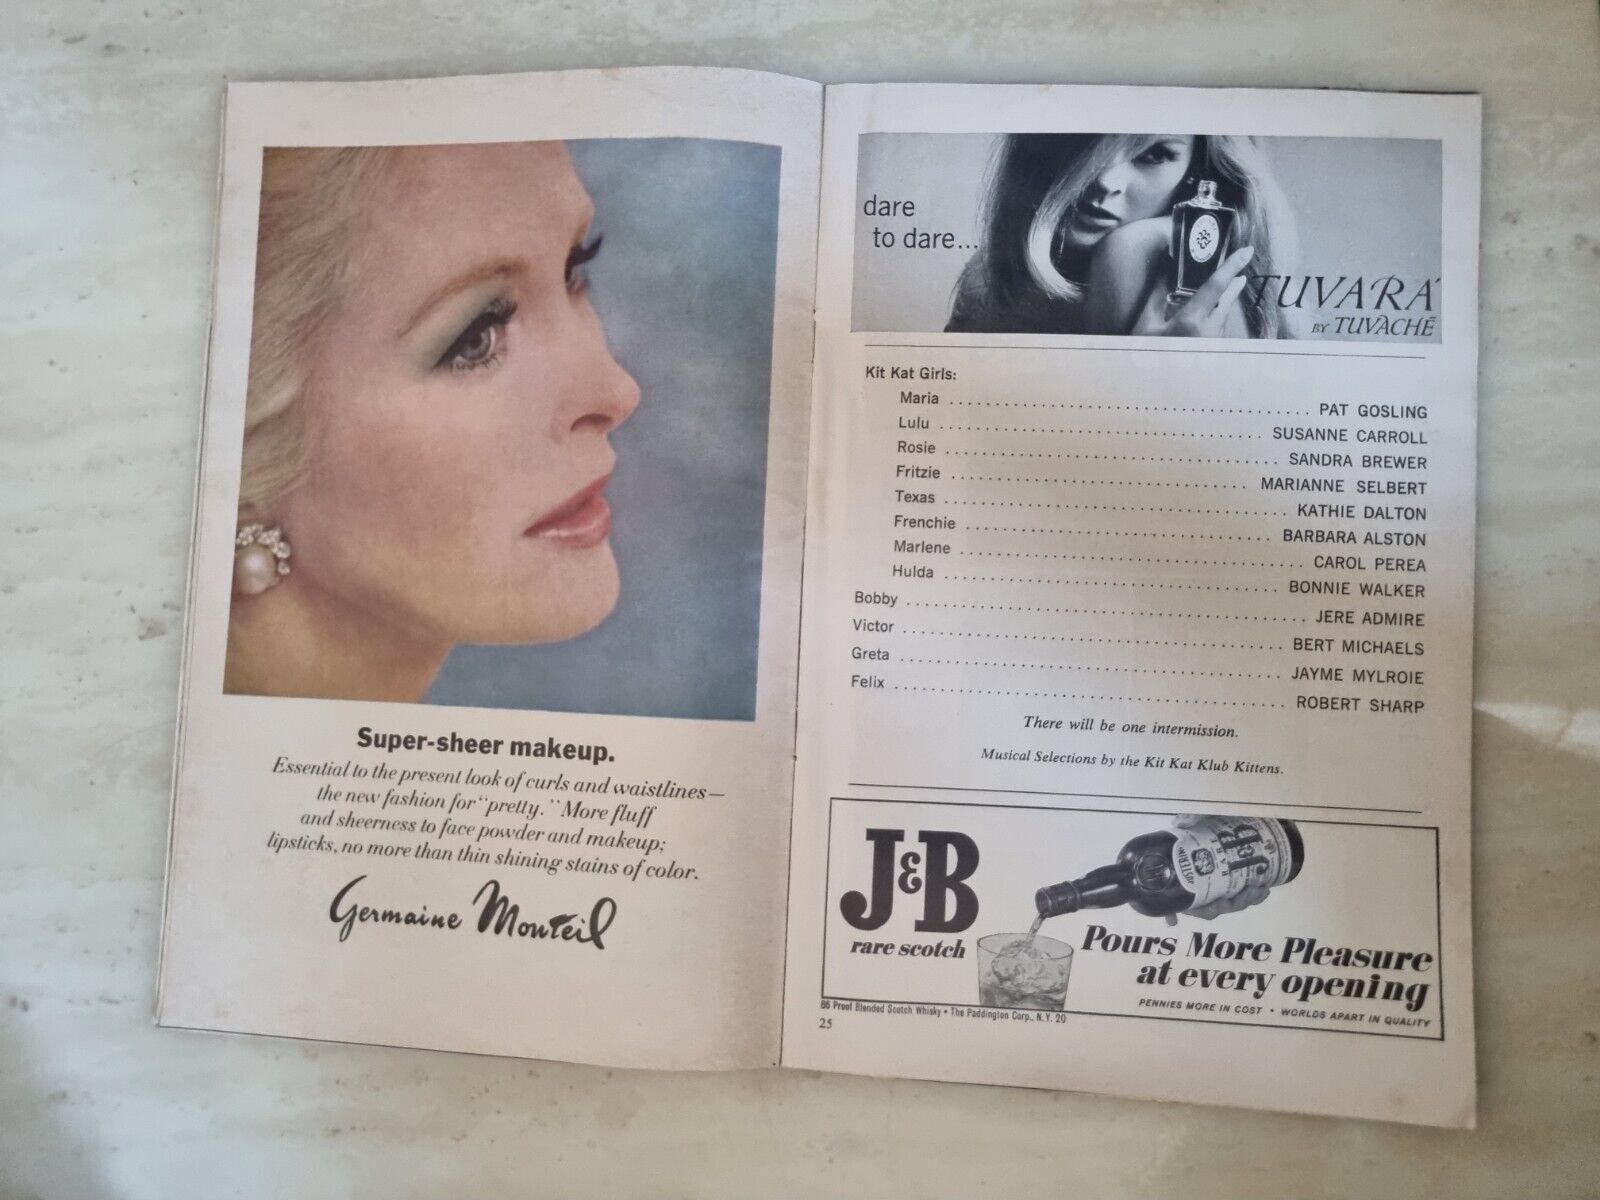 Super-sheer makeup.
Essential to the present look of curls and waistlines—
the new fashion for "pretty." More fluff
and sheerness to face powder and makeup;
lipsticks, no more than thin shining stains of color.
Germaine Monteil
dare
to dare...
TUVARÁ
BY TUVACHÉ
Kit Kat Girls:
Maria ........................................ PAT GOSLING
Lulu .................................... SUSANNE CARROLL
Rosie ..................................... SANDRA BREWER
Fritzie .................................. MARIANNE SELBERT
Texas ...................................... KATHIE DALTON
Frenchie .................................. BARBARA ALSTON
Marlene ...................................... CAROL PEREA
Hulda ..................................... BONNIE WALKER
Bobby ............................................ JERE ADMIRE
Victor .......................................... BERT MICHAELS
Greta .......................................... JAYME MYLROIE
Felix ........................................... ROBERT SHARP
There will be one intermission.
Musical Selections by the Kit Kat Klub Kittens.
J&B
rare scotch
J&B
RARE
Pours More Pleasure
at every opening
PENNIES MORE IN COST • WORLDS APART IN QUALITY
86 Proof Blended Scotch Whisky • The Paddington Corp., N. Y. 20
25